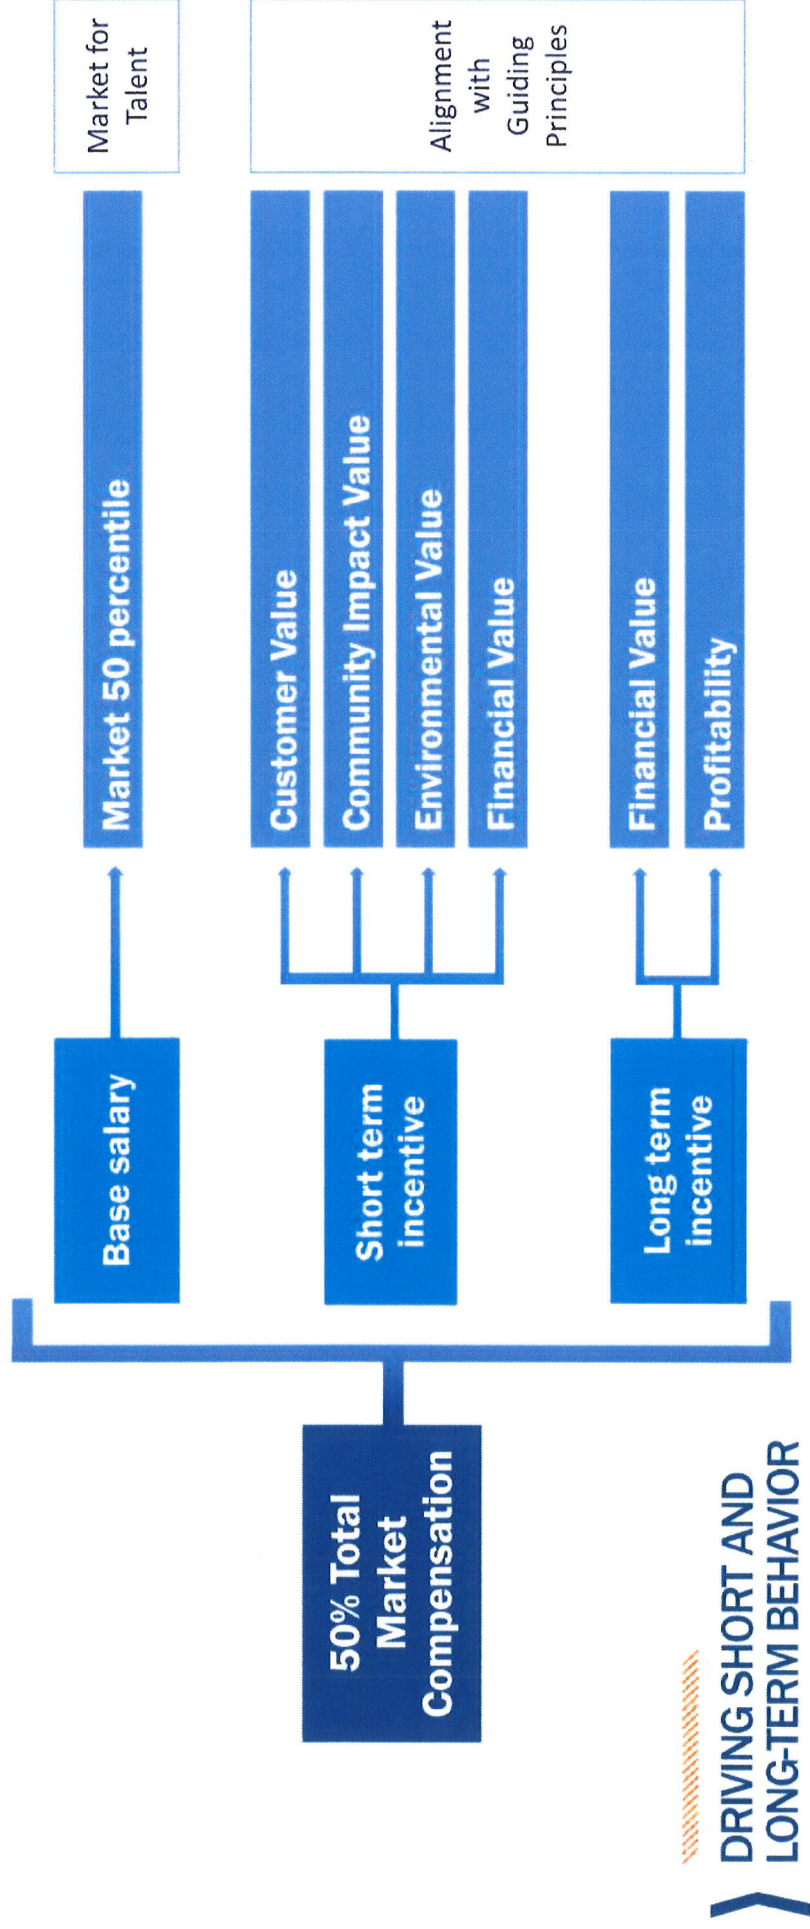 50% Total
Market
Compensation
Base salary
Market 50 percentile
Market for
Talent
Short term
incentive
Customer Value
Community Impact Value
Environmental Value
Financial Value
Alignment
with
Guiding
Principles
Long term
incentive
Financial Value
Profitability
DRIVING SHORT AND
LONG-TERM BEHAVIOR